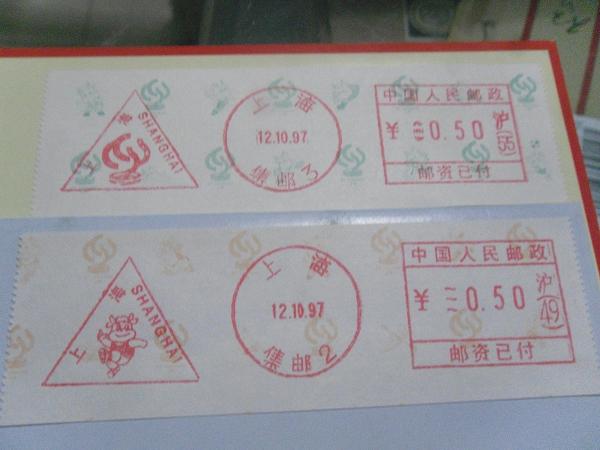 上海 SHANGHAI
上海
12.10.97
集邮 3
中国人民邮政
¥ 0.50 沪(55)
邮资已付
上海 SHANGHAI
上海
12.10.97
集邮 2
中国人民邮政
¥ 0.50 沪(49)
邮资已付